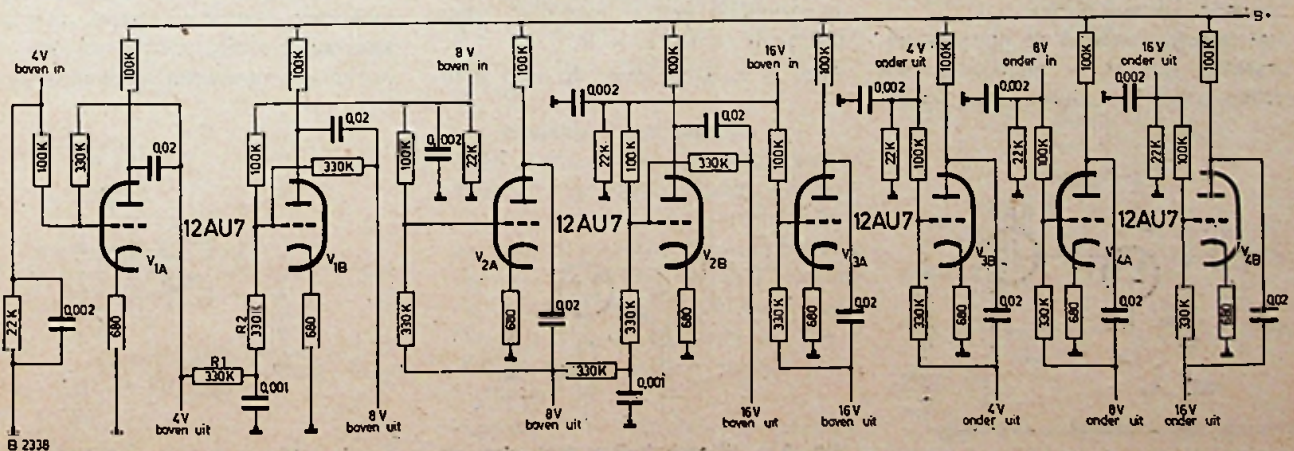 B+
4V
boven in
8 V
boven in
16V
boven in
4 V
onder uit
8V
onder in
16 V
onder uit
100K
100K
100K
100K
100K
100K
100K
100K
100K
330K
0,02
100K
0,02
330K
100K
0,002
22K
0,002
22K
100K
0,02
330K
100K
0,002
22K
100K
0,002
22K
100K
0,002
22K
100K
12AU7
12AU7
12AU7
12AU7
V1A
V1B
V2A
V2B
V3A
V3B
V4A
V4B
22K
0,002
680
R2
330K
680
330K
680
0,02
330K
680
330K
680
0,02
330K
680
0,02
330K
680
0,02
330K
680
0,02
R1
330K
0,001
330K
0,001
4V
boven uit
8V
boven uit
8V
boven uit
16V
boven uit
16V
boven uit
4V
onder uit
8V
onder uit
16V
onder uit
B 2338